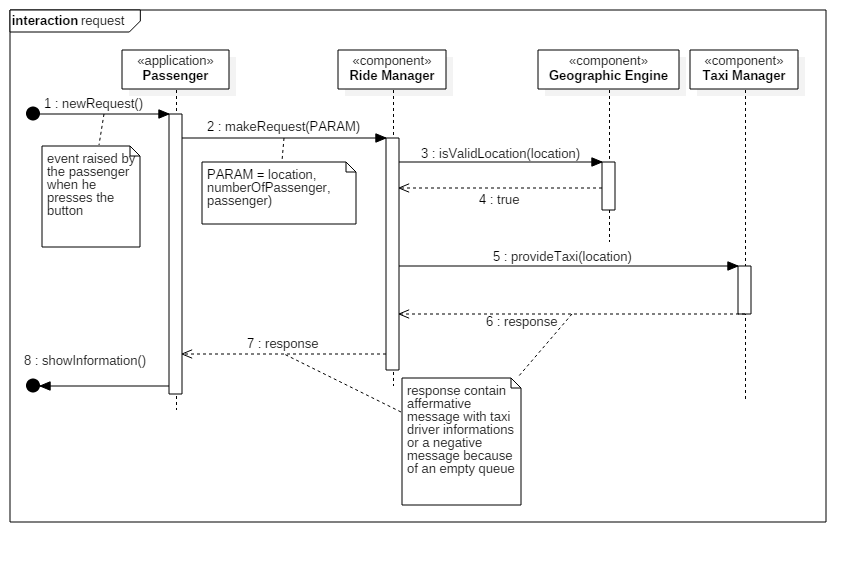 interaction request
«application»
Passenger
«component»
Ride Manager
«component»
Geographic Engine
«component»
Taxi Manager
1 : newRequest()
2 : makeRequest(PARAM)
event raised by
the passenger
when he
presses the
button
PARAM = location,
numberOfPassenger,
passenger)
3 : isValidLocation(location)
4 : true
5 : provideTaxi(location)
6 : response
7 : response
8 : showInformation()
response contain
affermative
message with taxi
driver informations
or a negative
message because
of an empty queue